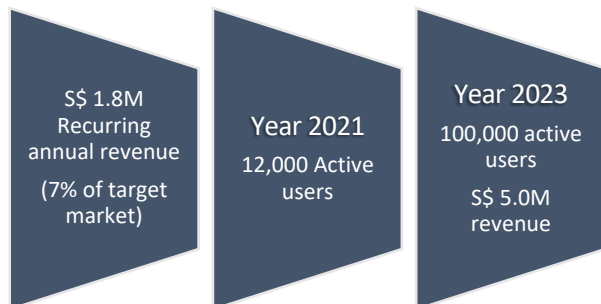 S$ 1.8M
Recurring
annual revenue
(7% of target
market)
Year 2021
12,000 Active
users
Year 2023
100,000 active
users
S$ 5.0M
revenue